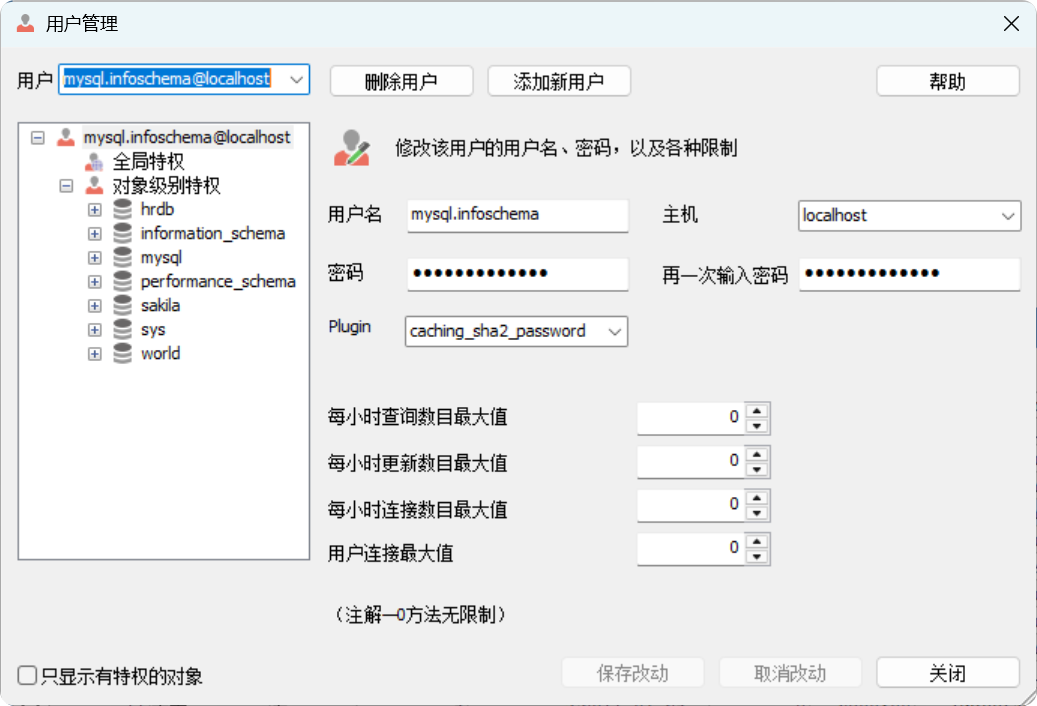 用户管理
用户 mysql.infoschema@localhost 删除用户 添加新用户 帮助
mysql.infoschema@localhost
全局特权
对象级别特权
hrdb
information_schema
mysql
performance_schema
sakila
sys
world
修改该用户的用户名、密码，以及各种限制
用户名 mysql.infoschema 主机 localhost
密码 ●●●●●●●●●●●●● 再一次输入密码 ●●●●●●●●●●●●●
Plugin caching_sha2_password
每小时查询数目最大值 0
每小时更新数目最大值 0
每小时连接数目最大值 0
用户连接最大值 0
（注解—0方法无限制）
只显示有特权的对象 保存改动 取消改动 关闭